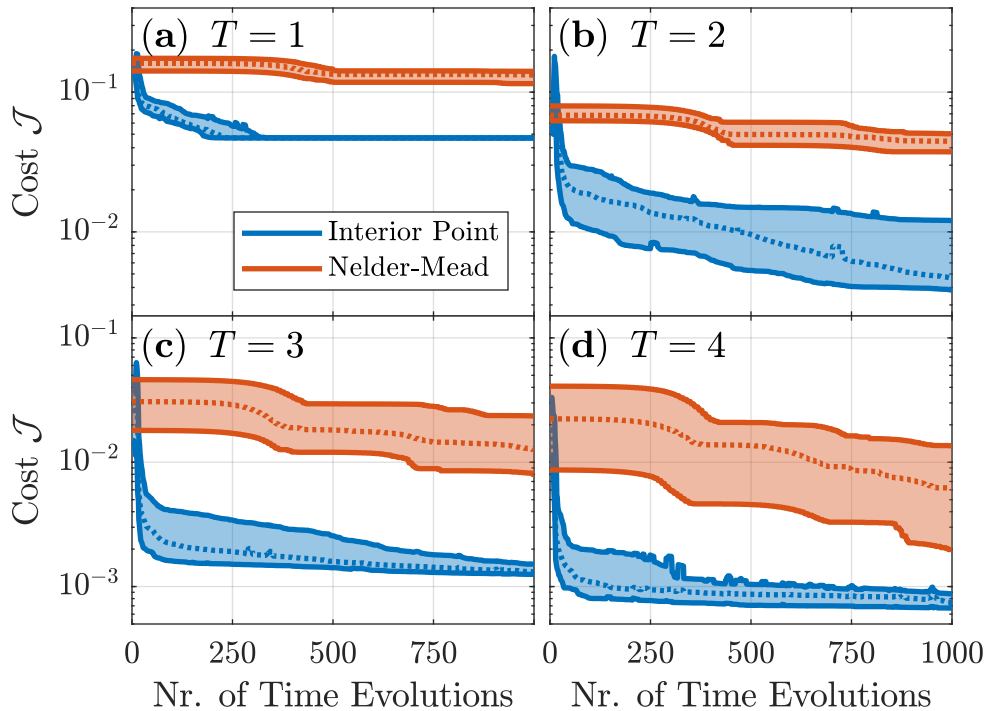 (a) T = 1
(b) T = 2
Cost 𝒥
10⁻¹
10⁻²
Interior Point
Nelder-Mead
(c) T = 3
(d) T = 4
Cost 𝒥
10⁻¹
10⁻²
10⁻³
0 250 500 750 0 250 500 750 1000
Nr. of Time Evolutions Nr. of Time Evolutions